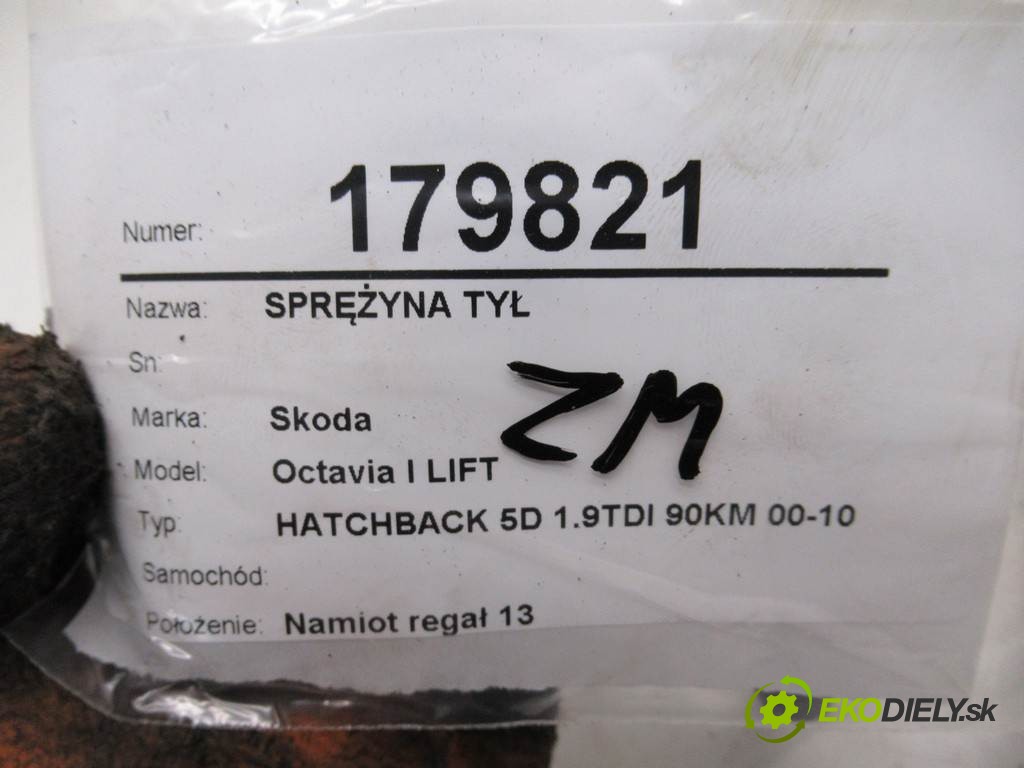 Numer: 179821
Nazwa: SPRĘŻYNA TYŁ
Sn:
Marka: Skoda
ZM
Model: Octavia I LIFT
Typ: HATCHBACK 5D 1.9TDI 90KM 00-10
Samochód:
Położenie: Namiot regał 13
EKODIELY.sk